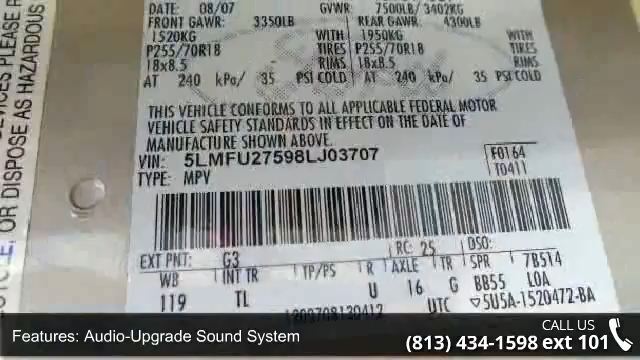 DATE: 08/07 GVWR: 7500LB/ 3402KG
FRONT GAWR: 3350LB REAR GAWR: 4300LB
1520KG WITH 1950KG WITH
P255/70R18 TIRES P255/70R18 TIRES
18x8.5 RIMS 18x8.5 RIMS
AT 240 kPa/ 35 PSI COLD AT 240 kPa/ 35 PSI COLD
THIS VEHICLE CONFORMS TO ALL APPLICABLE FEDERAL MOTOR
VEHICLE SAFETY STANDARDS IN EFFECT ON THE DATE OF
MANUFACTURE SHOWN ABOVE.
VIN: 5LMFU27598LJ03707 F0164
TYPE: MPV T0411
EXT PNT: G3 RC: 25 DSO:
WB INT TR TP/PS R AXLE TR SPR 7B514
119 TL U 16 G BB55 LOA
UTC 5U5A-1520472-BA
OR DISPOSE AS HAZARDOUS
Features: Audio-Upgrade Sound System
CALL US
(813) 434-1598 ext 101